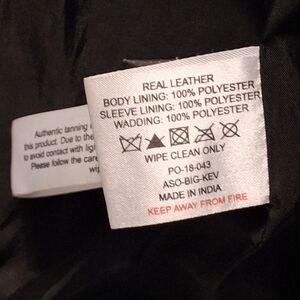 REAL LEATHER
BODY LINING: 100% POLYESTER
SLEEVE LINING: 100% POLYESTER
WADDING: 100% POLYESTER
WIPE CLEAN ONLY
PO-18-043
ASO-BIG-KEV
MADE IN INDIA
KEEP AWAY FROM FIRE
Authentic tanning
this product. Due to the
to avoid contact with
Please follow the care